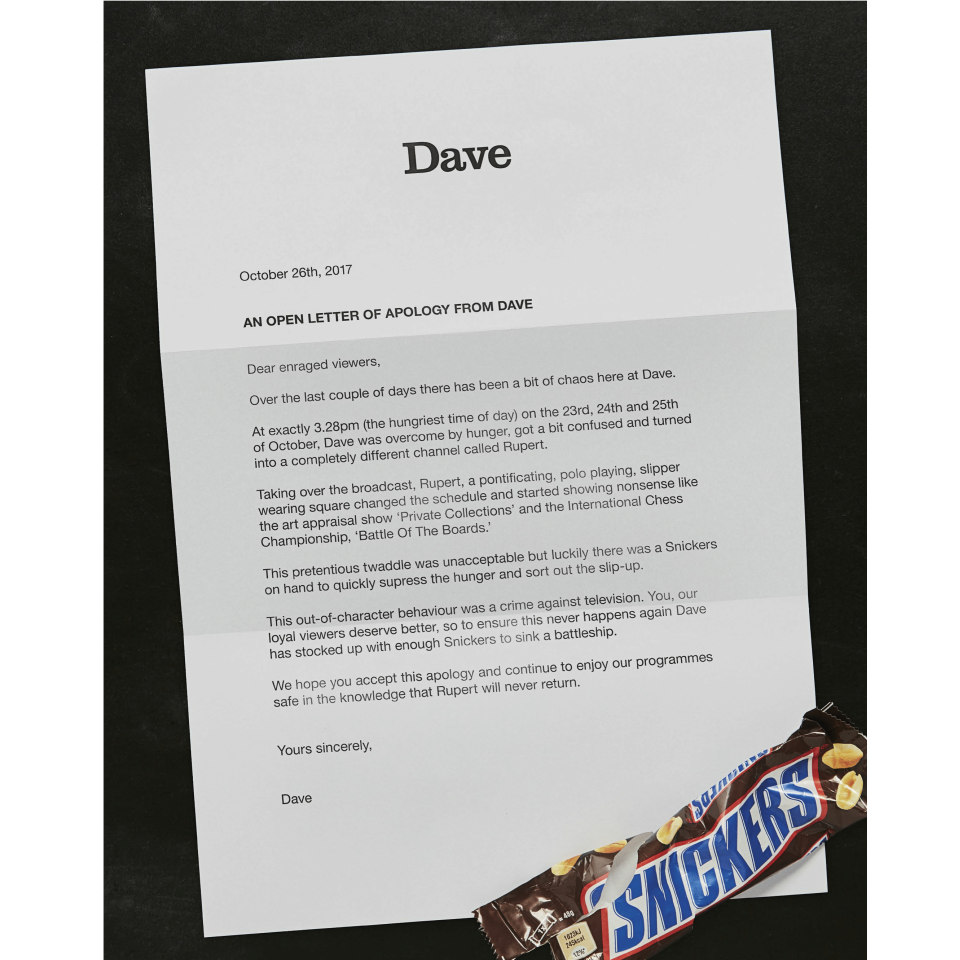 Dave
October 26th, 2017
AN OPEN LETTER OF APOLOGY FROM DAVE
Dear enraged viewers,
Over the last couple of days there has been a bit of chaos here at Dave.
At exactly 3.28pm (the hungriest time of day) on the 23rd, 24th and 25th
of October, Dave was overcome by hunger, got a bit confused and turned
into a completely different channel called Rupert.
Taking over the broadcast, Rupert, a pontificating, polo playing, slipper
wearing square changed the schedule and started showing nonsense like
the art appraisal show ‘Private Collections’ and the International Chess
Championship, ‘Battle Of The Boards.’
This pretentious twaddle was unacceptable but luckily there was a Snickers
on hand to quickly supress the hunger and sort out the slip-up.
This out-of-character behaviour was a crime against television. You, our
loyal viewers deserve better, so to ensure this never happens again Dave
has stocked up with enough Snickers to sink a battleship.
We hope you accept this apology and continue to enjoy our programmes
safe in the knowledge that Rupert will never return.
Yours sincerely,
Dave
SNICKERS
SNICKERS
48g
1023kJ
245kcal
12%